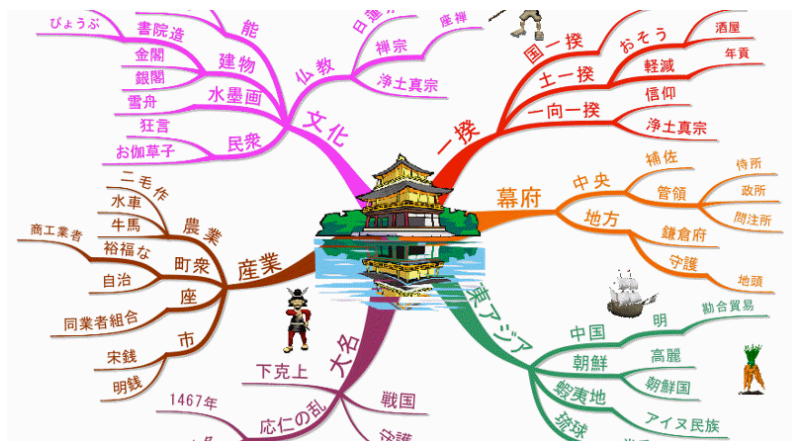 能
書院造
びょうぶ
建物
金閣
銀閣
水墨画
雪舟
民衆
狂言
お伽草子
文化
仏教
禅宗
座禅
浄土真宗
一揆
国一揆
土一揆
おそう
酒屋
軽減
年貢
一向一揆
信仰
浄土真宗
幕府
中央
補佐
管領
侍所
政所
問注所
地方
鎌倉府
守護
地頭
東アジア
中国
明
勘合貿易
朝鮮
高麗
朝鮮国
蝦夷地
アイヌ民族
琉球
大名
下克上
戦国
守護
応仁の乱
1467年
産業
農業
二毛作
水車
牛馬
町衆
裕福な
商工業者
自治
座
同業者組合
市
宋銭
明銭